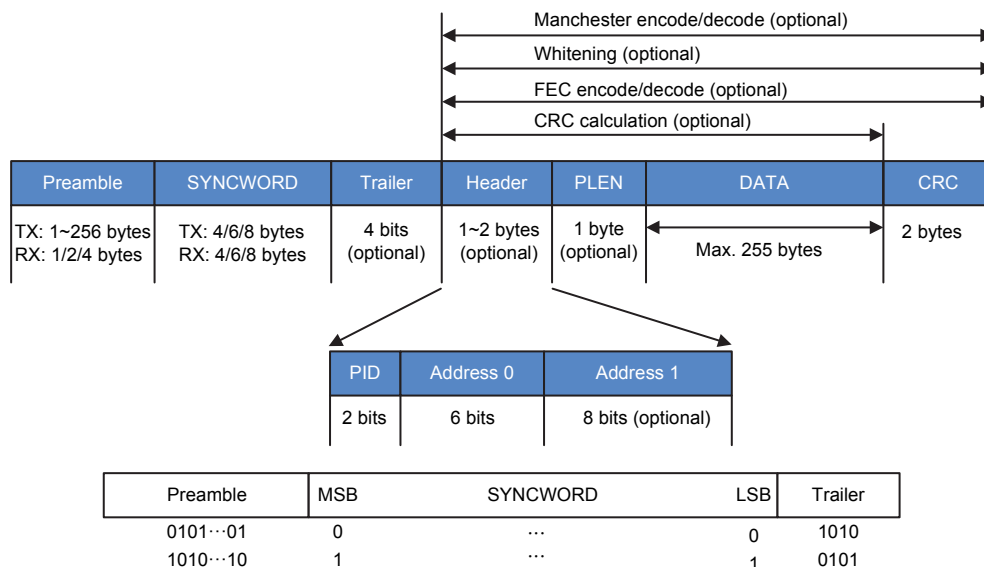 Manchester encode/decode (optional)
Whitening (optional)
FEC encode/decode (optional)
CRC calculation (optional)
Preamble SYNCWORD Trailer Header PLEN DATA CRC
TX: 1~256 bytes TX: 4/6/8 bytes 4 bits 1~2 bytes 1 byte Max. 255 bytes 2 bytes
RX: 1/2/4 bytes RX: 4/6/8 bytes (optional) (optional) (optional)
PID Address 0 Address 1
2 bits 6 bits 8 bits (optional)
Preamble MSB SYNCWORD LSB Trailer
0101···01 0 ··· 0 1010
1010···10 1 ··· 1 0101